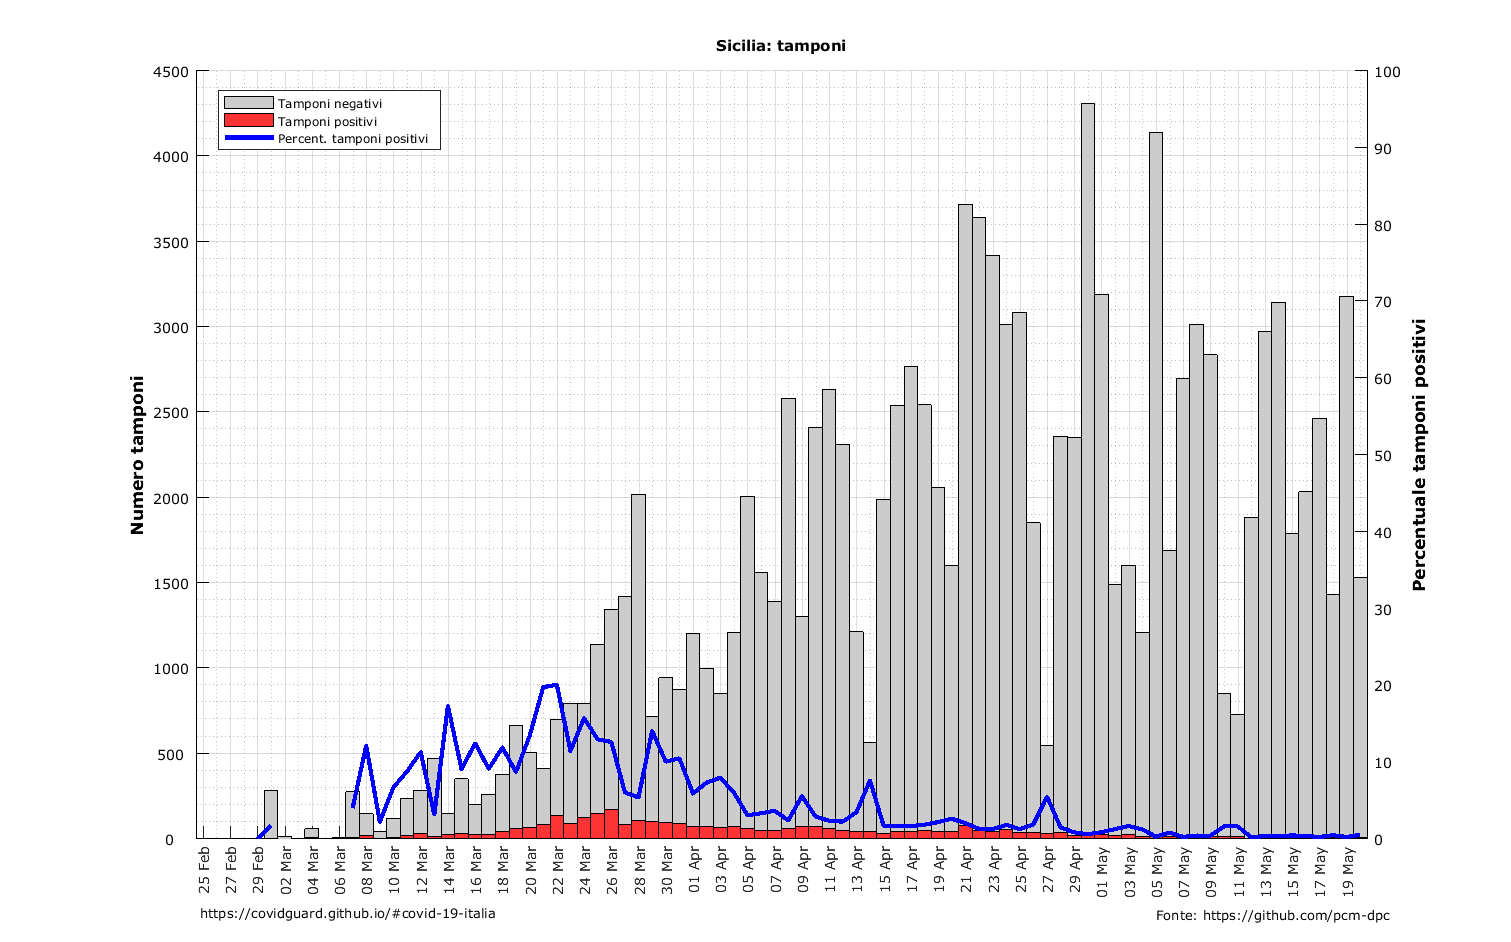 Sicilia: tamponi
Tamponi negativi
Tamponi positivi
Percent. tamponi positivi
Numero tamponi
4500
4000
3500
3000
2500
2000
1500
1000
500
0
Percentuale tamponi positivi
100
90
80
70
60
50
40
30
20
10
0
25 Feb
27 Feb
29 Feb
02 Mar
04 Mar
06 Mar
08 Mar
10 Mar
12 Mar
14 Mar
16 Mar
18 Mar
20 Mar
22 Mar
24 Mar
26 Mar
28 Mar
30 Mar
01 Apr
03 Apr
05 Apr
07 Apr
09 Apr
11 Apr
13 Apr
15 Apr
17 Apr
19 Apr
21 Apr
23 Apr
25 Apr
27 Apr
29 Apr
01 May
03 May
05 May
07 May
09 May
11 May
13 May
15 May
17 May
19 May
https://covidguard.github.io/#covid-19-italia
Fonte: https://github.com/pcm-dpc